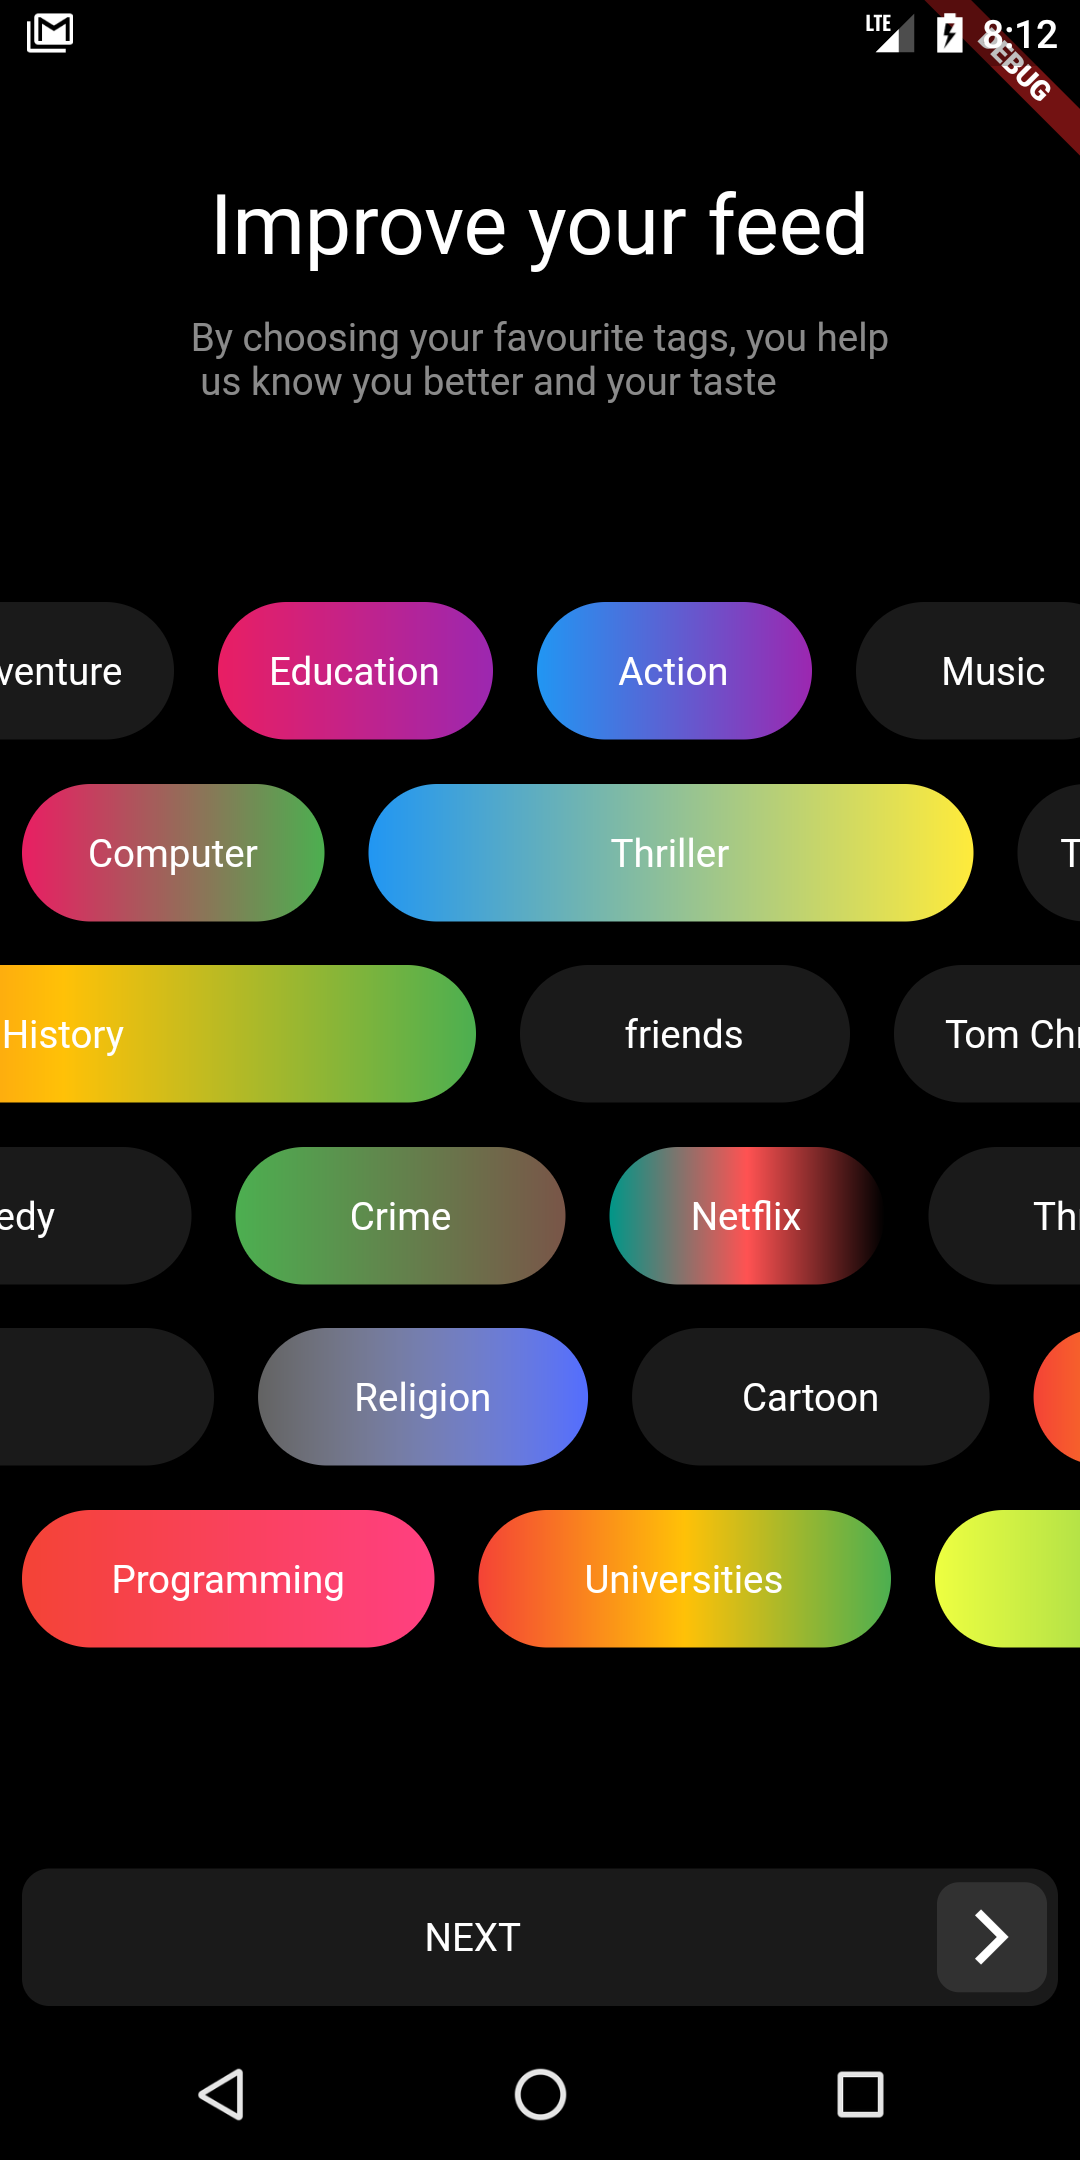 LTE 8:12
DEBUG
Improve your feed
By choosing your favourite tags, you help
us know you better and your taste
venture Education Action Music
Computer Thriller T
History friends Tom Chr
edy Crime Netflix Thr
Religion Cartoon
Programming Universities
NEXT